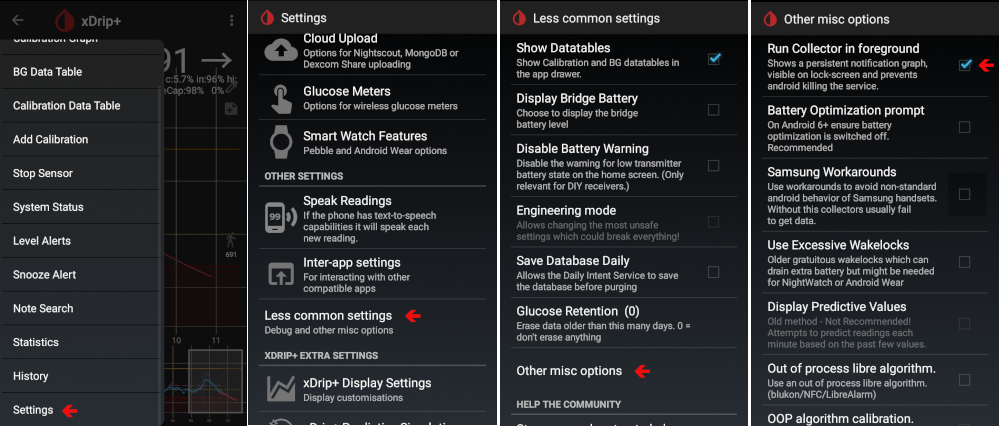 xDrip+
Calibration Graph
BG Data Table
Calibration Data Table
Add Calibration
Stop Sensor
System Status
Level Alerts
Snooze Alert
Note Search
Statistics
History
Settings
91
c:5.7% in:96% hi:
eCap:98% 0%
691
10 11
Settings
Cloud Upload
Options for Nightscout, MongoDB or
Dexcom Share uploading
Glucose Meters
Options for wireless glucose meters
Smart Watch Features
Pebble and Android Wear options
OTHER SETTINGS
99
Speak Readings
If the phone has text-to-speech
capabilities it will speak each
new reading.
Inter-app settings
For interacting with other
compatible apps
Less common settings
Debug and other misc options
XDRIP+ EXTRA SETTINGS
xDrip+ Display Settings
Display customisations
Less common settings
Show Datatables
Show Calibration and BG datatables in
the app drawer.
Display Bridge Battery
Choose to display the bridge
battery level
Disable Battery Warning
Disable the warning for low transmitter
battery state on the home screen. (Only
relevant for DIY receivers.)
Engineering mode
Allows changing the most unsafe
settings which could break everything!
Save Database Daily
Allows the Daily Intent Service to save
the database before purging
Glucose Retention (0)
Erase data older than this many days. 0 =
don't erase anything
Other misc options
HELP THE COMMUNITY
Other misc options
Run Collector in foreground
Shows a persistent notification graph,
visible on lock-screen and prevents
android killing the service.
Battery Optimization prompt
On Android 6+ ensure battery
optimization is switched off.
Recommended
Samsung Workarounds
Use workarounds to avoid non-standard
android behavior of Samsung handsets.
Without this collectors usually fail
to get data.
Use Excessive Wakelocks
Older gratuitous wakelocks which can
drain extra battery but might be needed
for NightWatch or Android Wear
Display Predictive Values
Old method - Not Recommended!
Attempts to predict readings each
minute based on the past few values.
Out of process libre algorithm.
Use an out of process libre algorithm.
(blukon/NFC/LibreAlarm)
OOP algorithm calibration.